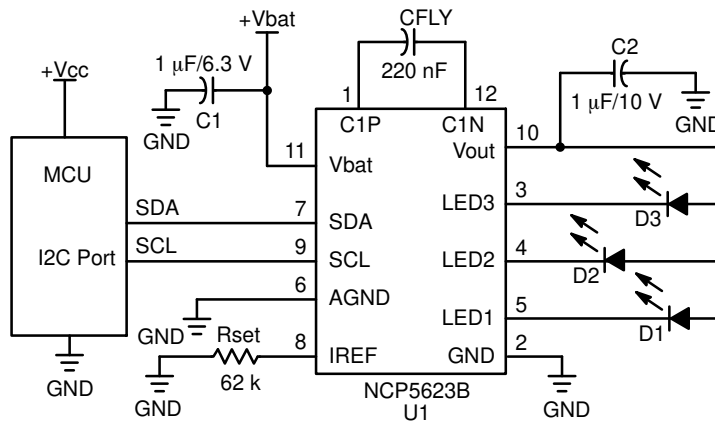 +Vbat
CFLY
C2
+Vcc
1 μF/6.3 V
220 nF
1 μF/10 V
GND
C1
1
12
GND
C1P
C1N
10
Vout
MCU
11
Vbat
3
LED3
D3
SDA
7
SDA
I2C Port
SCL
9
SCL
4
LED2
D2
6
AGND
GND
5
LED1
D1
Rset
8
IREF
2
GND
GND
62 k
GND
GND
NCP5623B
U1